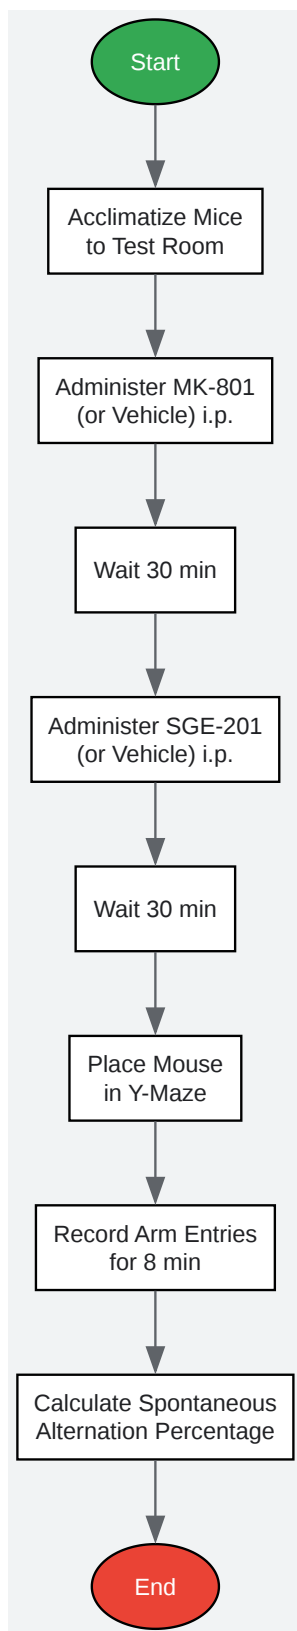 Start
Acclimatize Mice
to Test Room
Administer MK-801
(or Vehicle) i.p.
Wait 30 min
Administer SGE-201
(or Vehicle) i.p.
Wait 30 min
Place Mouse
in Y-Maze
Record Arm Entries
for 8 min
Calculate Spontaneous
Alternation Percentage
End